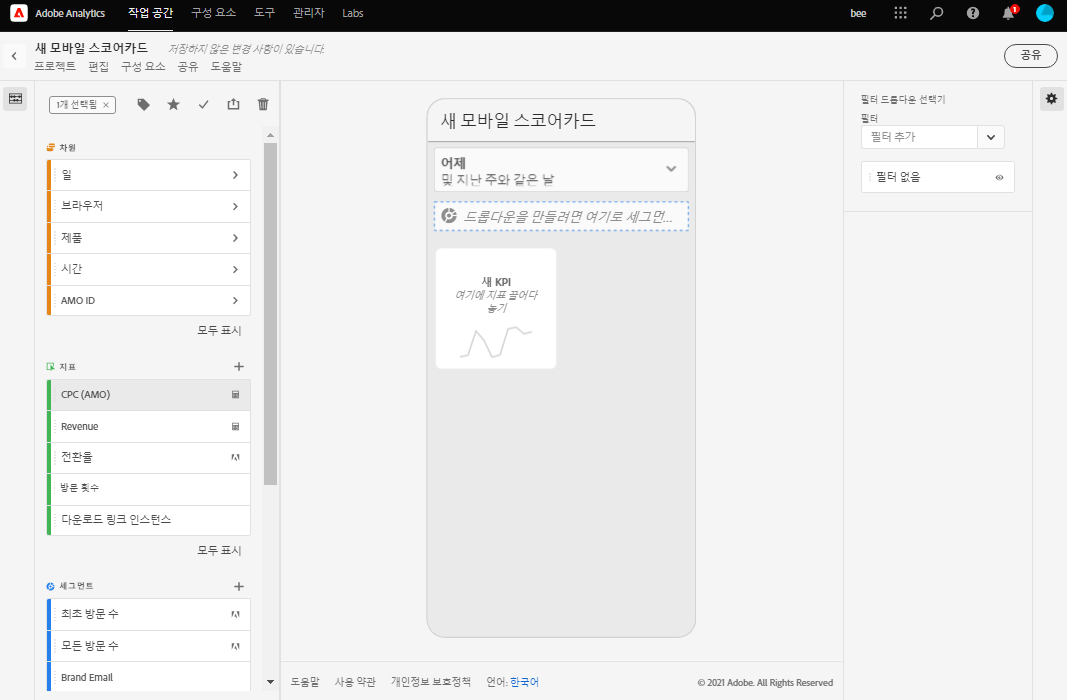 Adobe Analytics
작업 공간
구성 요소
도구
관리자
Labs
bee
1
새 모바일 스코어카드
저장하지 않은 변경 사항이 있습니다.
프로젝트
편집
구성 요소
공유
도움말
공유
1개 선택됨 ×
차원
일
브라우저
제품
시간
AMO ID
모두 표시
지표
CPC (AMO)
Revenue
전환율
방문 횟수
다운로드 링크 인스턴스
모두 표시
세그먼트
최초 방문 수
모든 방문 수
Brand Email
새 모바일 스코어카드
어제
및 지난 주와 같은 날
드롭다운을 만들려면 여기로 세그먼...
새 KPI
여기에 지표 끌어다
놓기
필터 드롭다운 선택기
필터
필터 추가
필터 없음
도움말
사용 약관
개인정보 보호정책
언어: 한국어
© 2021 Adobe. All Rights Reserved